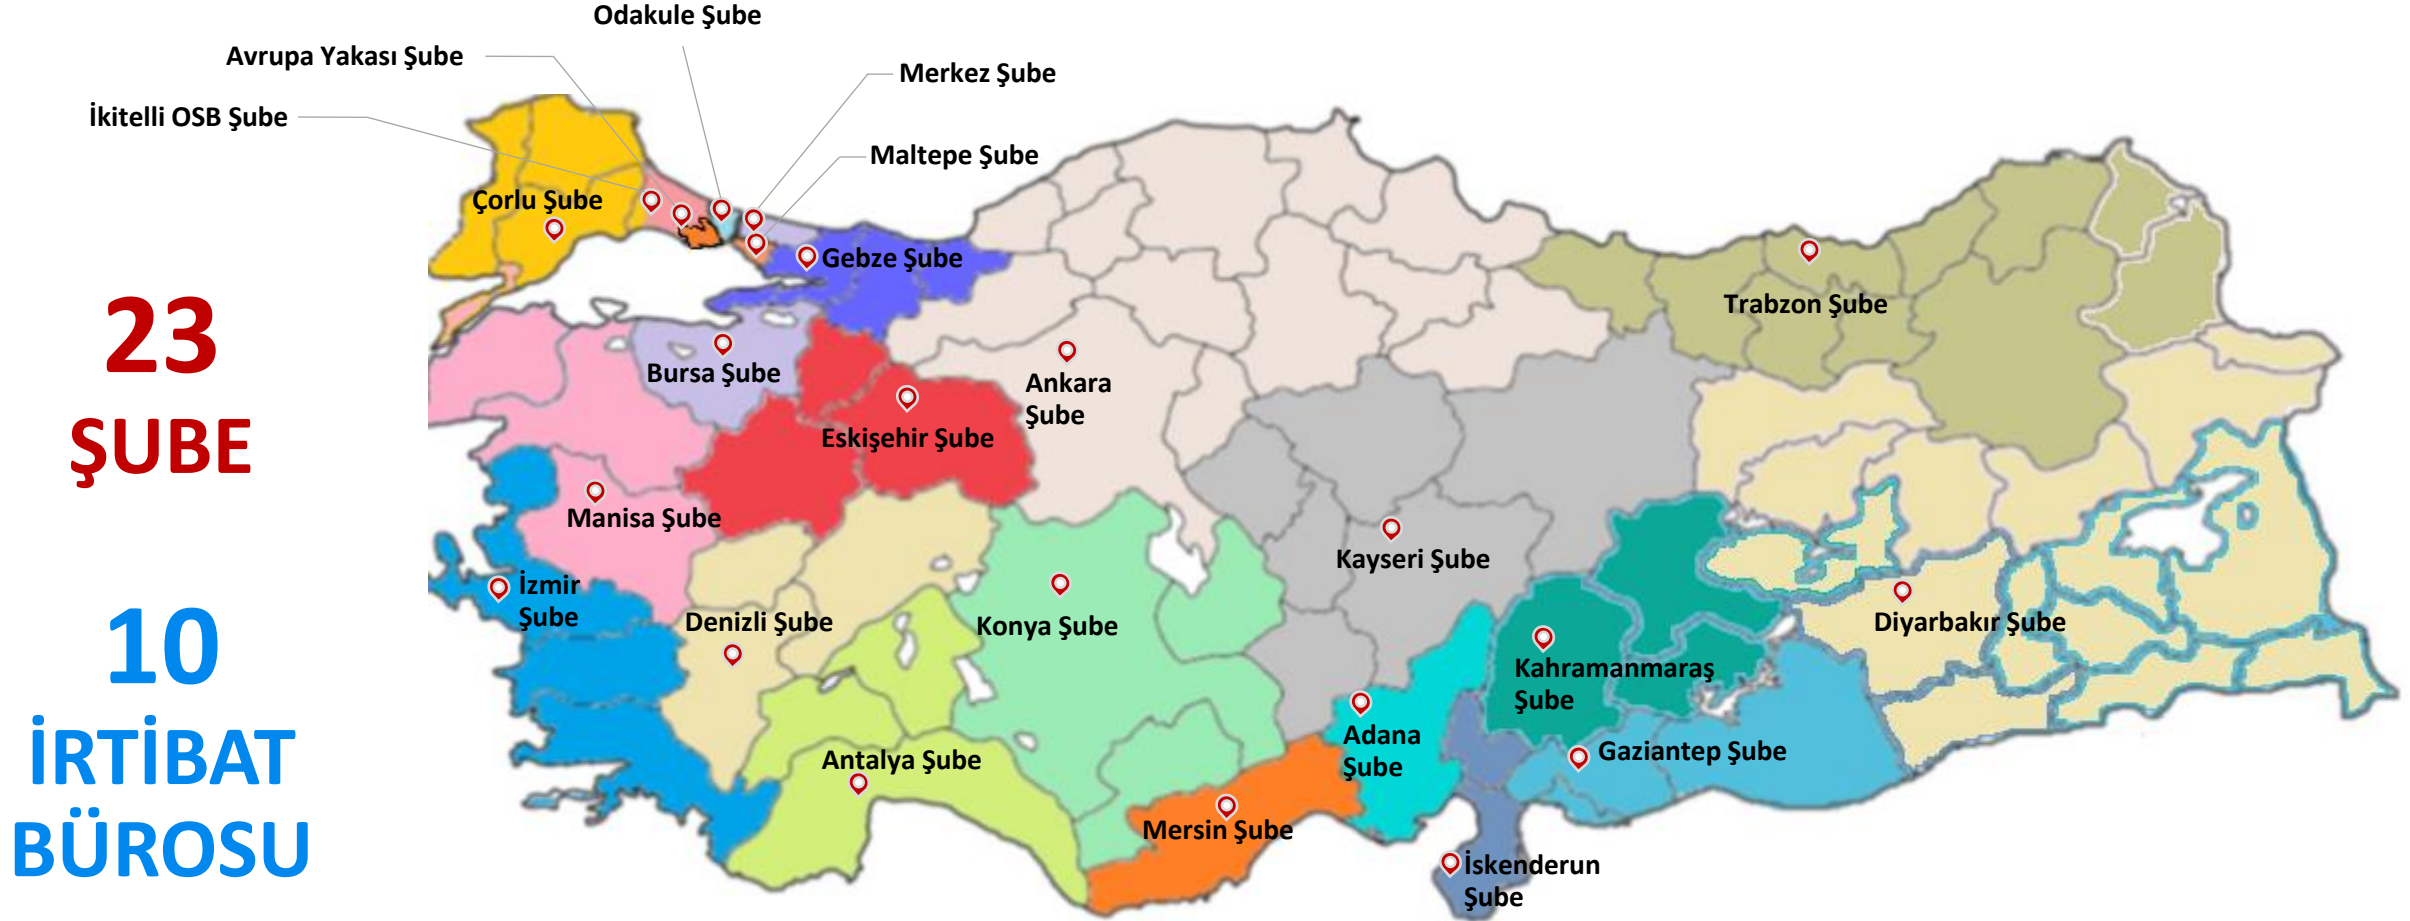 Odakule Şube
Avrupa Yakası Şube
Merkez Şube
İkitelli OSB Şube
Maltepe Şube
Çorlu Şube
Gebze Şube
23
ŞUBE
Trabzon Şube
Bursa Şube
Ankara
Şube
Eskişehir Şube
Manisa Şube
Kayseri Şube
10
İRTİBAT
BÜROSU
İzmir
Şube
Denizli Şube
Konya Şube
Diyarbakır Şube
Kahramanmaraş
Şube
Adana
Şube
Gaziantep Şube
Antalya Şube
Mersin Şube
İskenderun
Şube